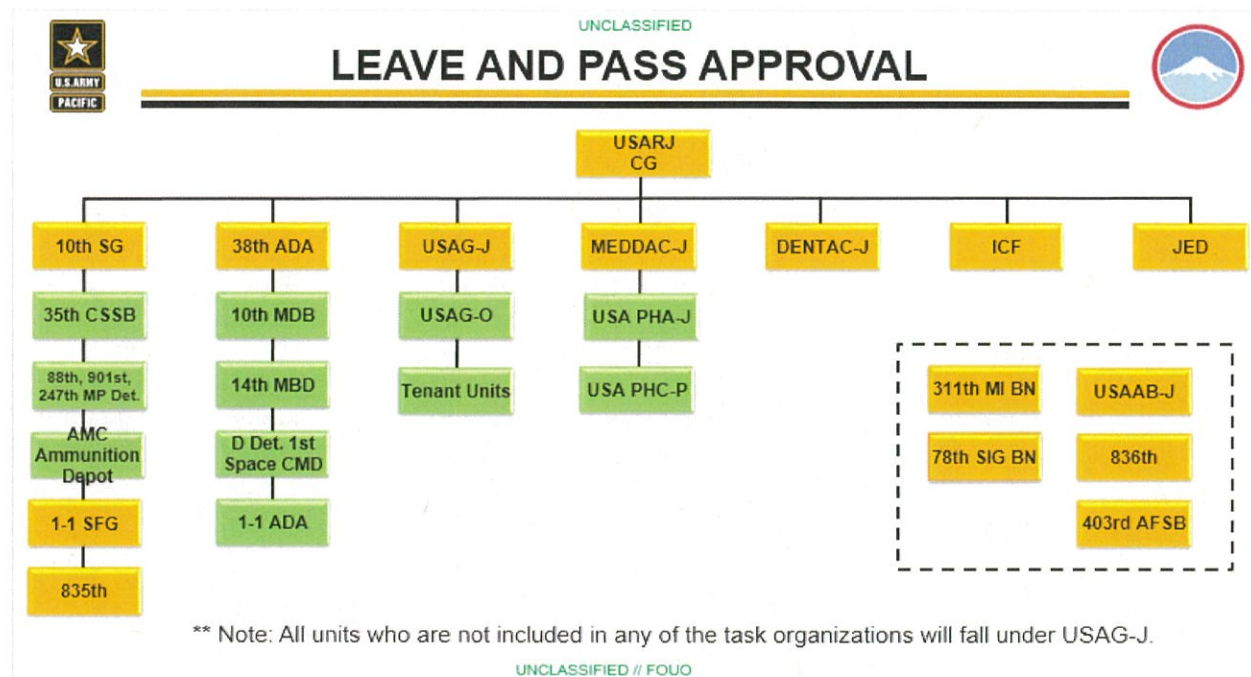 UNCLASSIFIED
LEAVE AND PASS APPROVAL
U.S.ARMY
PACIFIC
USARJ
CG
10th SG
38th ADA
USAG-J
MEDDAC-J
DENTAC-J
ICF
JED
35th CSSB
10th MDB
USAG-O
USA PHA-J
88th, 901st,
247th MP Det.
14th MBD
Tenant Units
USA PHC-P
311th MI BN
USAAB-J
AMC
Ammunition
Depot
D Det. 1st
Space CMD
78th SIG BN
836th
1-1 SFG
1-1 ADA
403rd AFSB
835th
** Note: All units who are not included in any of the task organizations will fall under USAG-J.
UNCLASSIFIED // FOUO